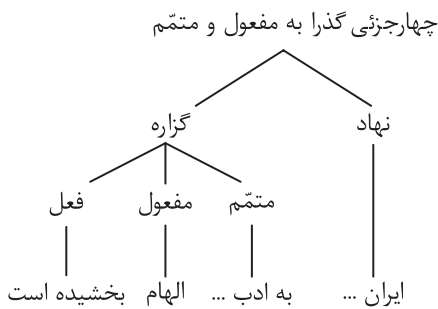 چهارجزئی گذرا به مفعول و متمّم
نهاد گزاره
متمّم مفعول فعل
ایران ... به ادب ... الهام بخشیده است